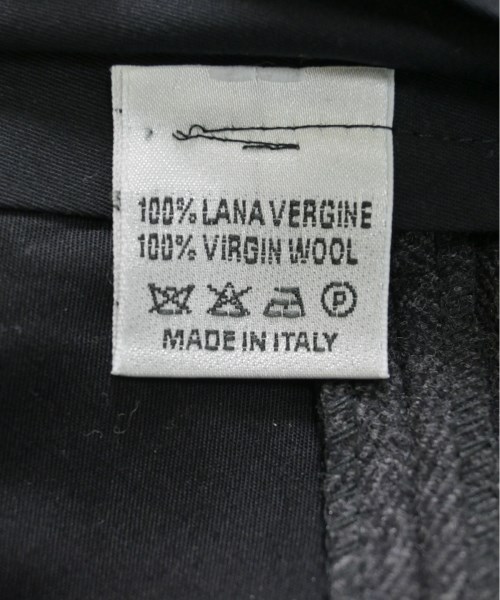 100% LANA VERGINE
100% VIRGIN WOOL
P
MADE IN ITALY